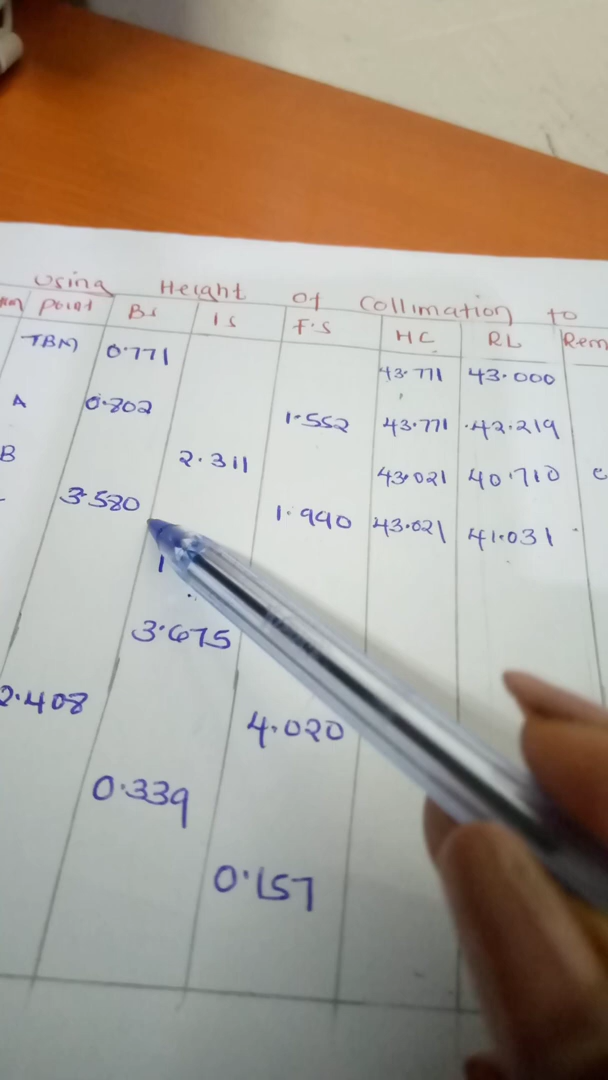 Using Height of Collimation to
point Bs IS F.S HC RL Rem
TBM 0.771 43.771 43.000
A 0.802 1.552 43.771 42.219
B 2.311 43.021 40.710
3.580 1.990 43.021 41.031
1
3.675
2.408 4.020
0.339
0.157